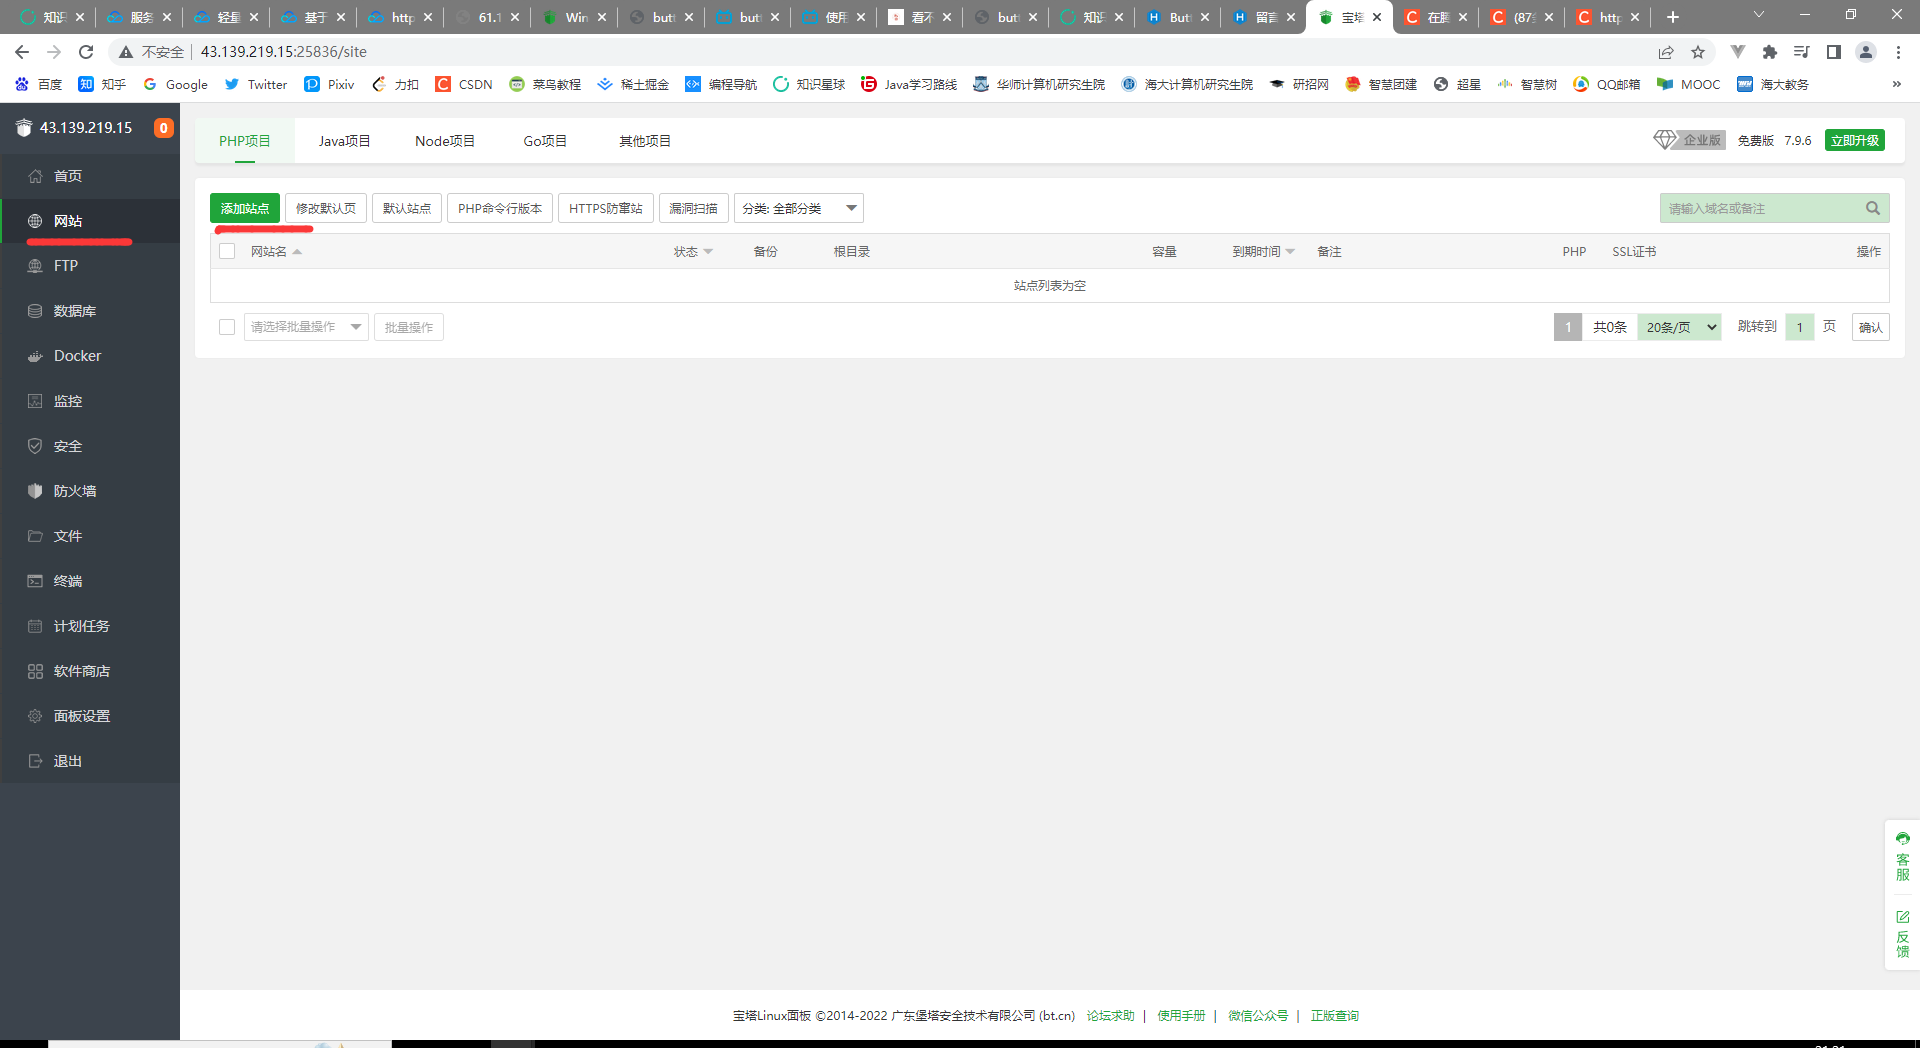 知识 服务 轻量 基于 http 61.1 Win butt butt 使用 看不 butt 知识 Butt 留言 宝塔 在腾 (87条 http
不安全 43.139.219.15:25836/site
百度 知乎 Google Twitter Pixiv 力扣 CSDN 菜鸟教程 稀土掘金 编程导航 知识星球 Java学习路线 华师计算机研究生院 海大计算机研究生院 研招网 智慧团建 超星 智慧树 QQ邮箱 MOOC 海大教务 »
43.139.219.15 0
首页
网站
FTP
数据库
Docker
监控
安全
防火墙
文件
终端
计划任务
软件商店
面板设置
退出
PHP项目 Java项目 Node项目 Go项目 其他项目 企业版 免费版 7.9.6 立即升级
添加站点 修改默认页 默认站点 PHP命令行版本 HTTPS防窜站 漏洞扫描 分类: 全部分类 请输入域名或备注
网站名 状态 备份 根目录 容量 到期时间 备注 PHP SSL证书 操作
站点列表为空
请选择批量操作 批量操作 1 共0条 20条/页 跳转到 1 页 确认
客服
反馈
宝塔Linux面板 ©2014-2022 广东堡塔安全技术有限公司 (bt.cn) 论坛求助 | 使用手册 | 微信公众号 | 正版查询